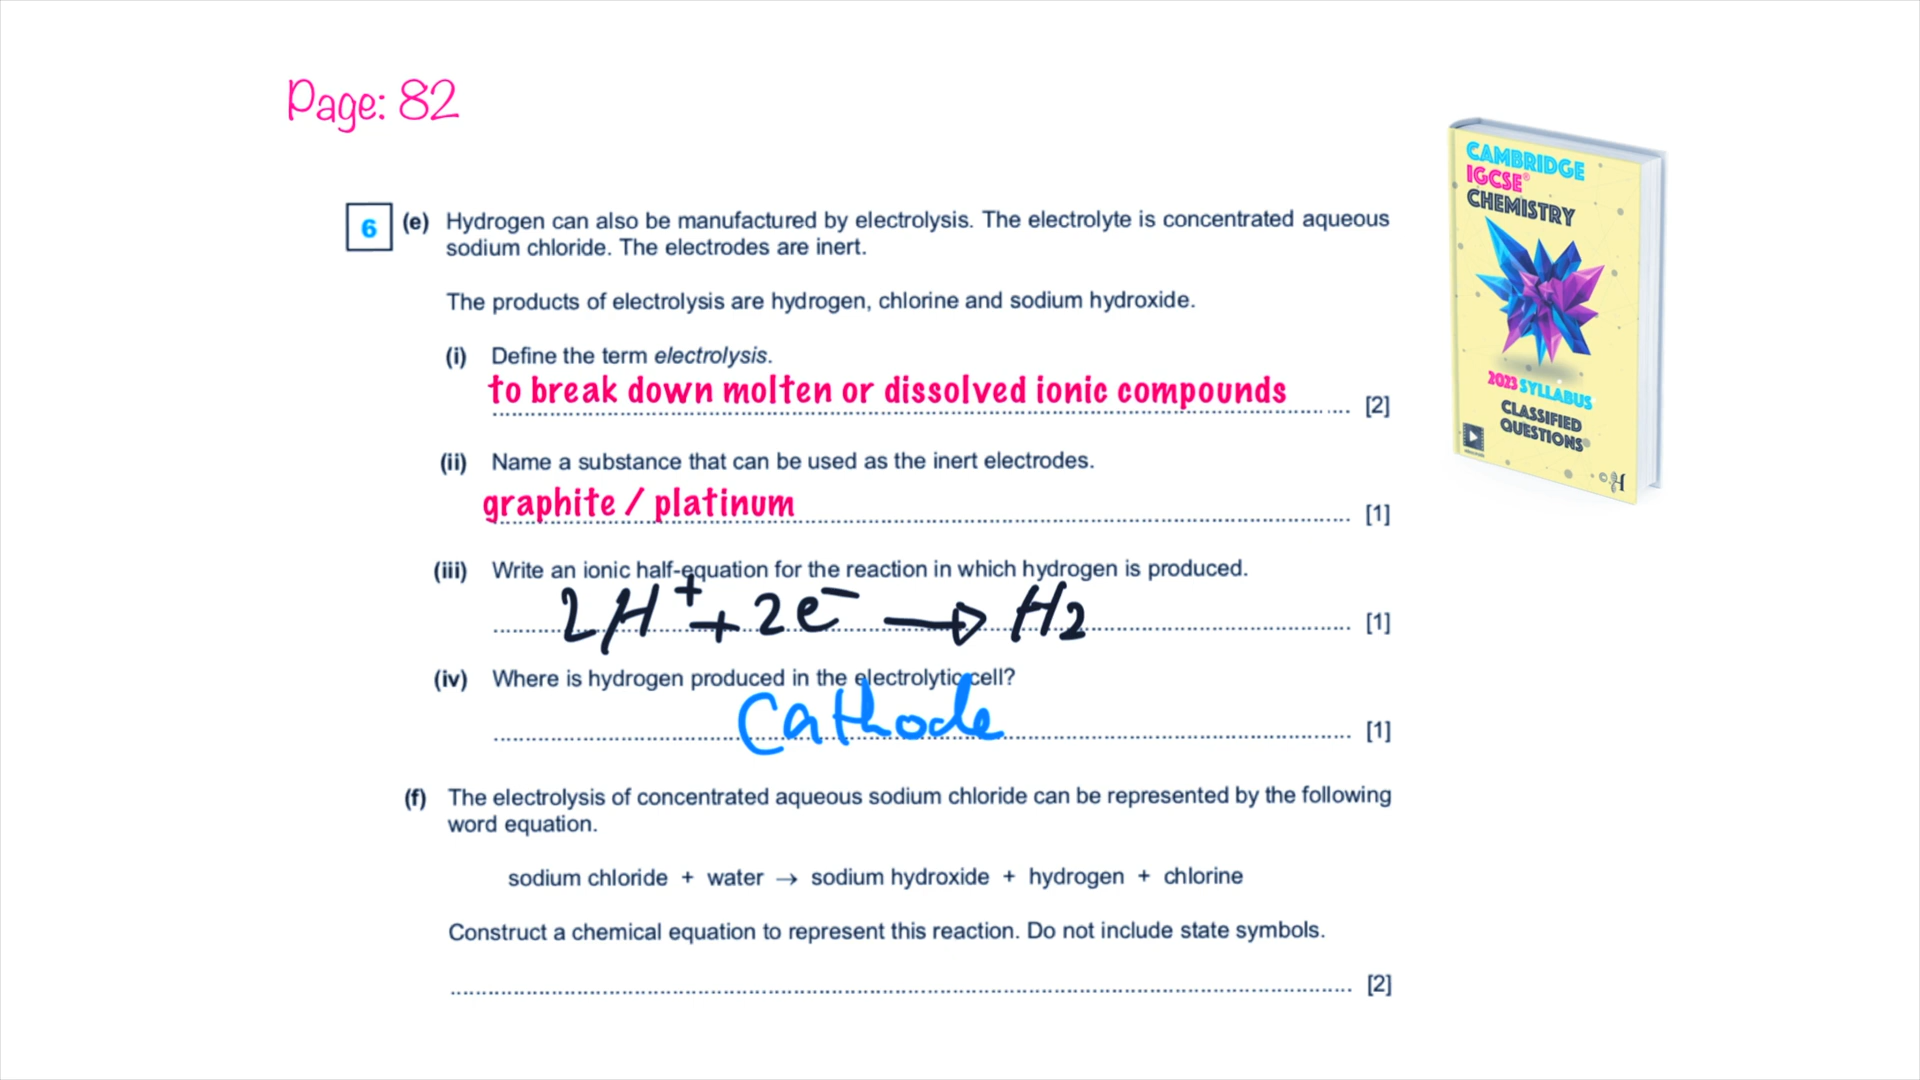 Page: 82
6 (e) Hydrogen can also be manufactured by electrolysis. The electrolyte is concentrated aqueous
sodium chloride. The electrodes are inert.
The products of electrolysis are hydrogen, chlorine and sodium hydroxide.
(i) Define the term electrolysis.
to break down molten or dissolved ionic compounds
[2]
(ii) Name a substance that can be used as the inert electrodes.
graphite / platinum
[1]
(iii) Write an ionic half-equation for the reaction in which hydrogen is produced.
2H⁺ + 2e⁻ → H2
[1]
(iv) Where is hydrogen produced in the electrolytic cell?
Cathode
[1]
(f) The electrolysis of concentrated aqueous sodium chloride can be represented by the following
word equation.
sodium chloride + water → sodium hydroxide + hydrogen + chlorine
Construct a chemical equation to represent this reaction. Do not include state symbols.
[2]
CAMBRIDGE
IGCSE®
CHEMISTRY
2023 SYLLABUS
CLASSIFIED
QUESTIONS®